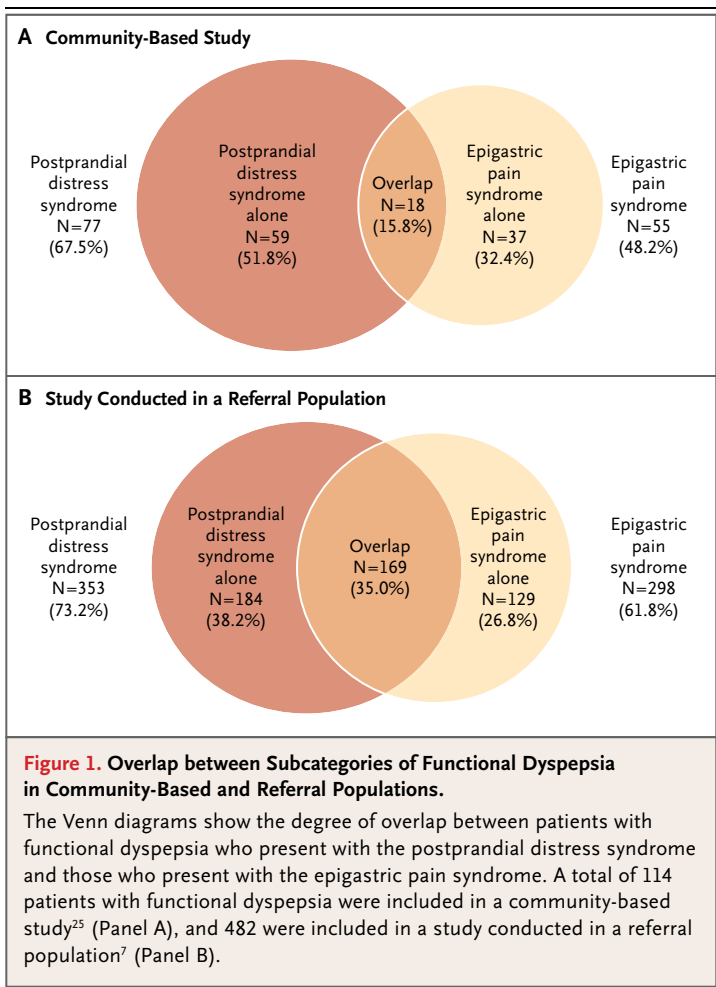 A Community-Based Study
Postprandial
distress
syndrome
N=77
(67.5%)
Postprandial
distress
syndrome
alone
N=59
(51.8%)
Overlap
N=18
(15.8%)
Epigastric
pain
syndrome
alone
N=37
(32.4%)
Epigastric
pain
syndrome
N=55
(48.2%)
B Study Conducted in a Referral Population
Postprandial
distress
syndrome
N=353
(73.2%)
Postprandial
distress
syndrome
alone
N=184
(38.2%)
Overlap
N=169
(35.0%)
Epigastric
pain
syndrome
alone
N=129
(26.8%)
Epigastric
pain
syndrome
N=298
(61.8%)
Figure 1. Overlap between Subcategories of Functional Dyspepsia
in Community-Based and Referral Populations.
The Venn diagrams show the degree of overlap between patients with
functional dyspepsia who present with the postprandial distress syndrome
and those who present with the epigastric pain syndrome. A total of 114
patients with functional dyspepsia were included in a community-based
study²⁵ (Panel A), and 482 were included in a study conducted in a referral
population⁷ (Panel B).